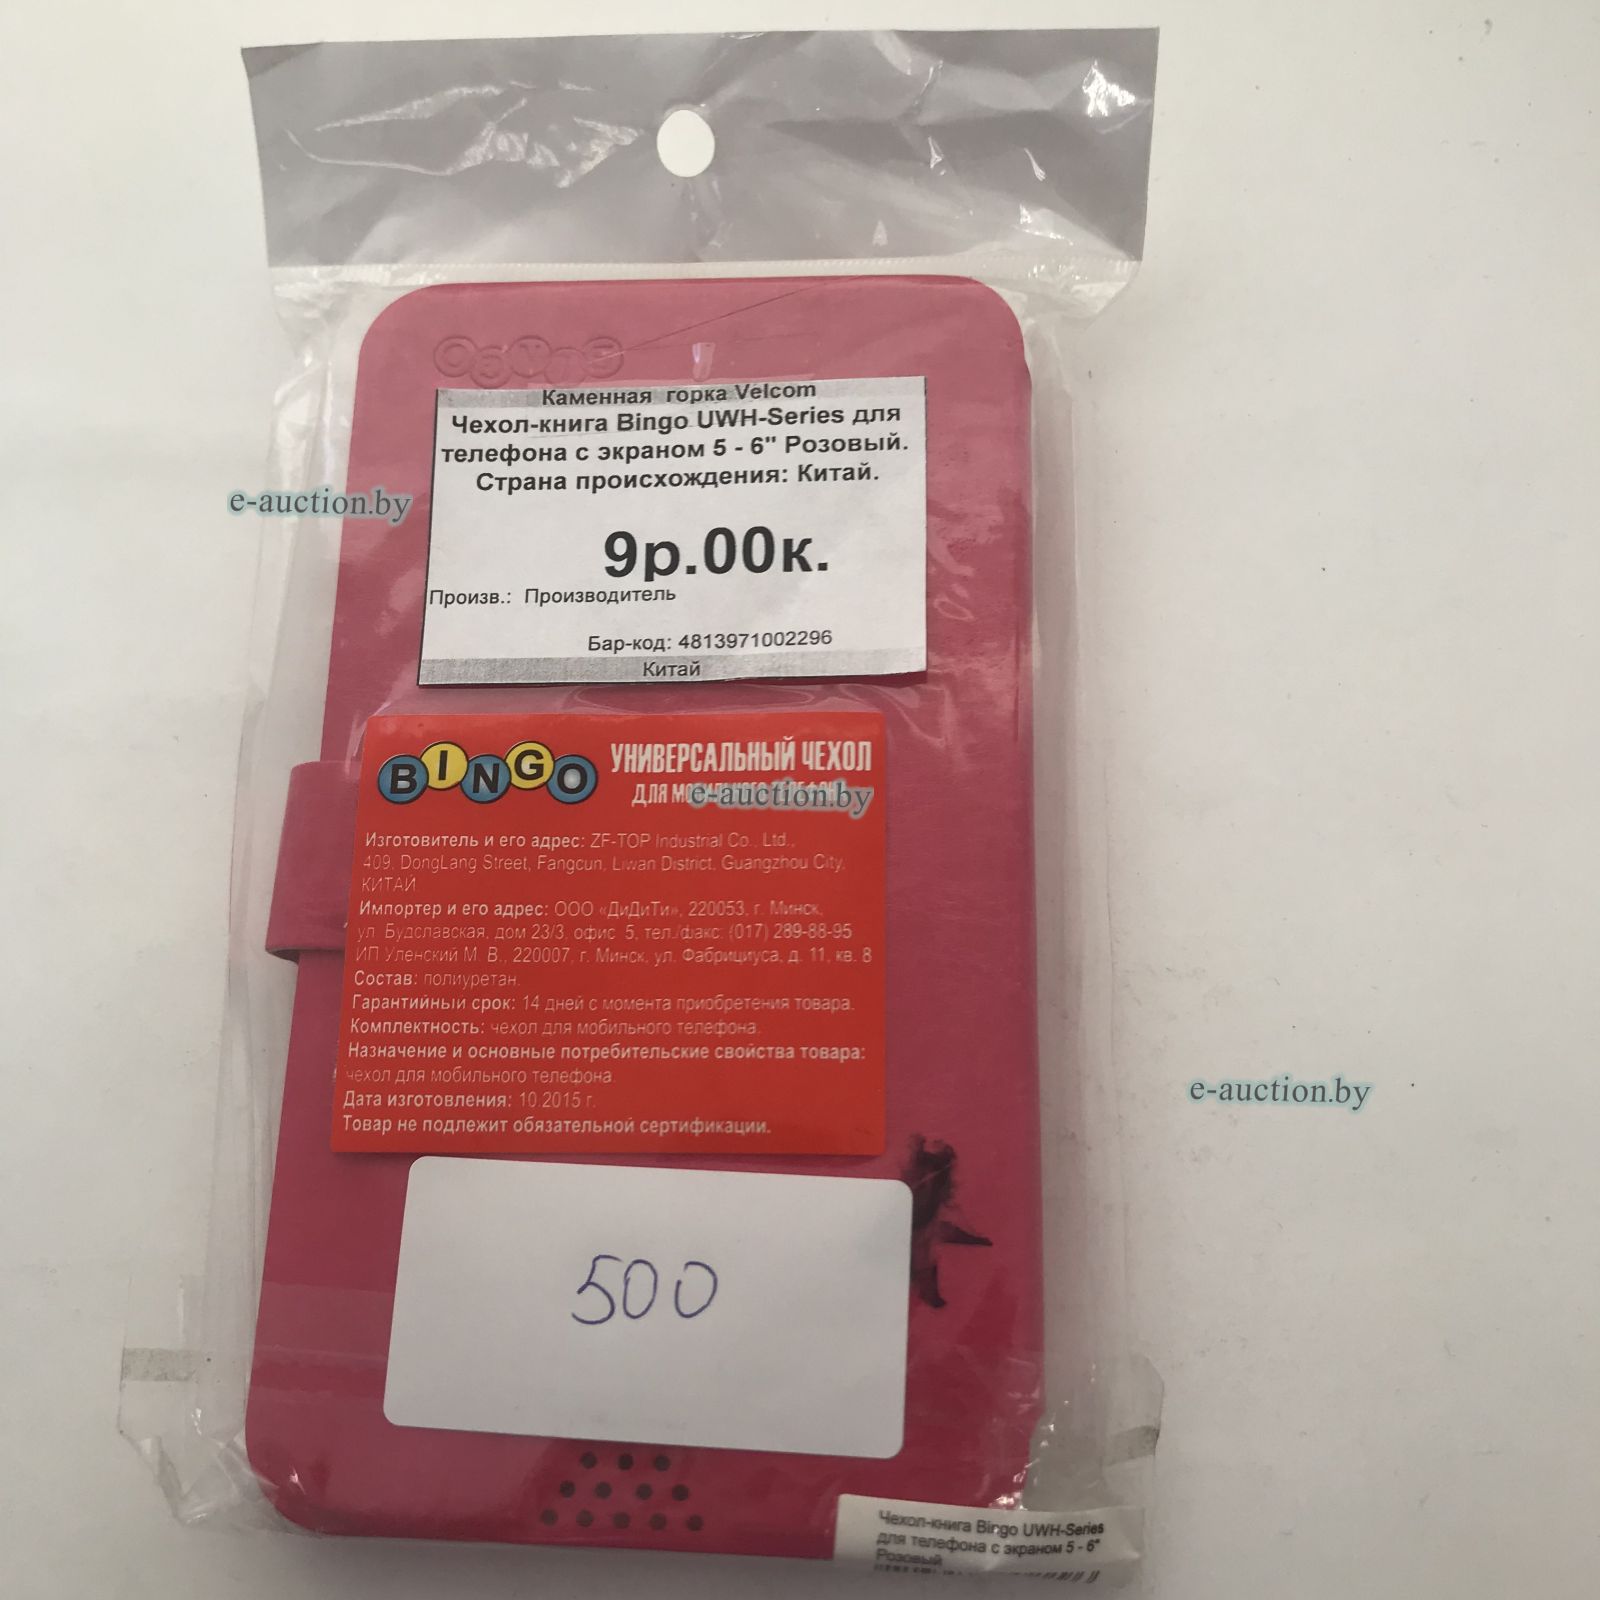 Каменная горка Velcom
Чехол-книга Bingo UWH-Series для
телефона с экраном 5 - 6" Розовый.
Страна происхождения: Китай.
e-auction.by
9р.00к.
Произв.: Производитель
Бар-код: 4813971002296
Китай
BINGO
УНИВЕРСАЛЬНЫЙ ЧЕХОЛ
ДЛЯ МОБИЛЬНОГО ТЕЛЕФОНА
e-auction.by
Изготовитель и его адрес: ZF-TOP Industrial Co., Ltd.,
409, DongLang Street, Fangcun, Liwan District, Guangzhou City,
КИТАЙ
Импортер и его адрес: ООО «ДиДиТи», 220053, г. Минск,
ул. Будславская, дом 23/3, офис 5, тел./факс: (017) 289-88-95
ИП Уленский М. В., 220007, г. Минск, ул. Фабрициуса, д. 11, кв. 8
Состав: полиуретан.
Гарантийный срок: 14 дней с момента приобретения товара.
Комплектность: чехол для мобильного телефона.
Назначение и основные потребительские свойства товара:
чехол для мобильного телефона.
Дата изготовления: 10.2015 г.
Товар не подлежит обязательной сертификации.
e-auction.by
500
Чехол-книга Bingo UWH-Series
для телефона с экраном 5 - 6"
Розовый